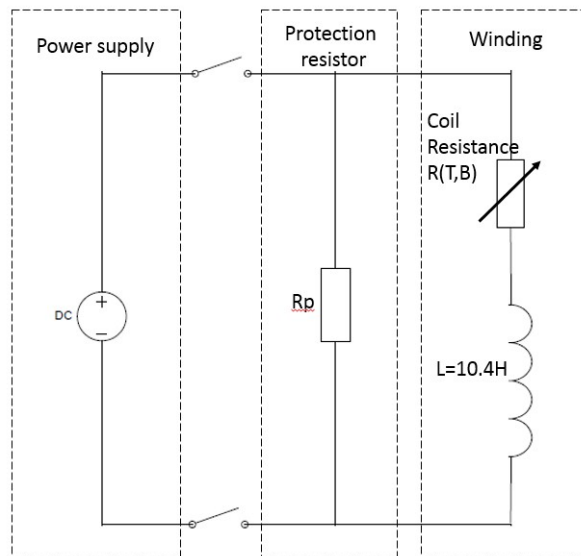 Power supply
Protection
resistor
Winding
Coil
Resistance
R(T,B)
+
DC
−
Rp
L=10.4H